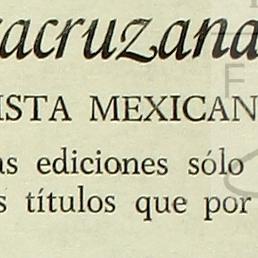 acruzana
ISTA MEXICAN
as ediciones sólo
s títulos que por